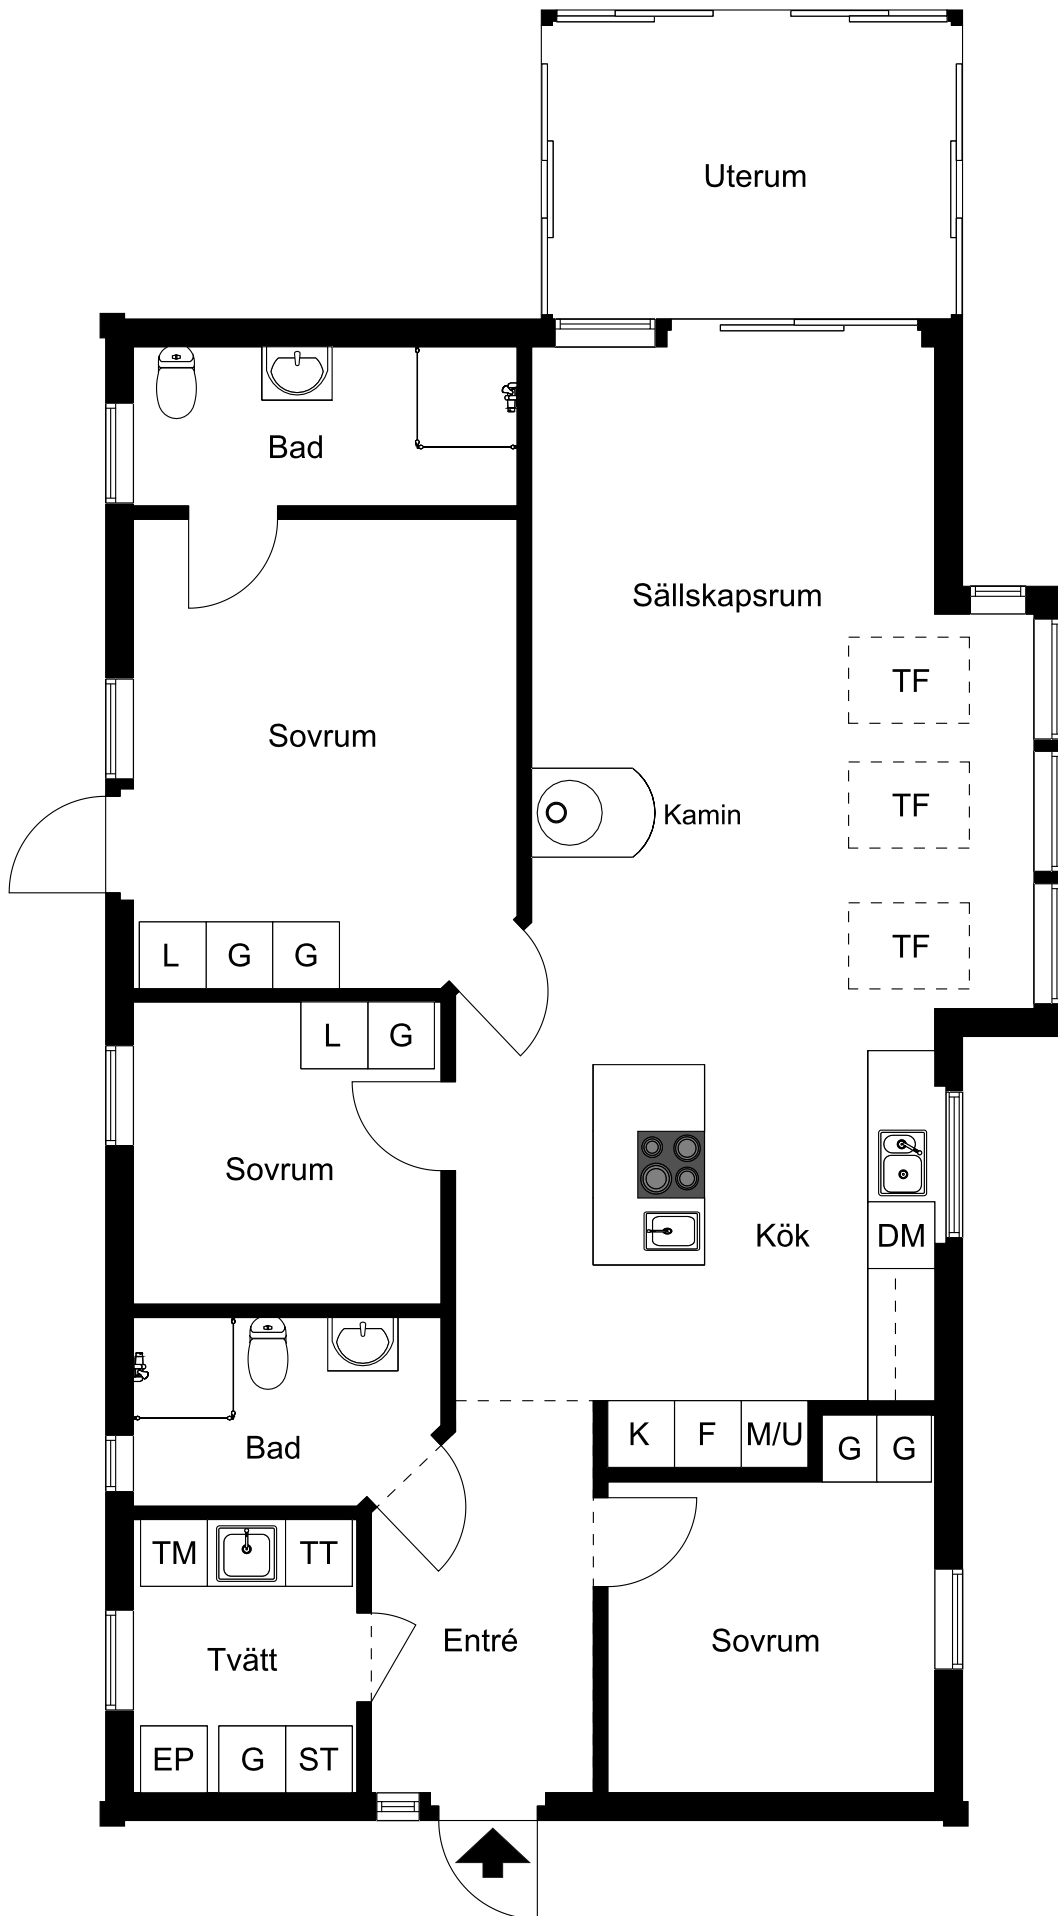 Uterum
Bad
Sällskapsrum
TF
Sovrum
TF
Kamin
TF
L G G
L G
Sovrum
Kök
DM
K F M/U
Bad
G G
TM TT
Entré
Sovrum
Tvätt
EP G ST